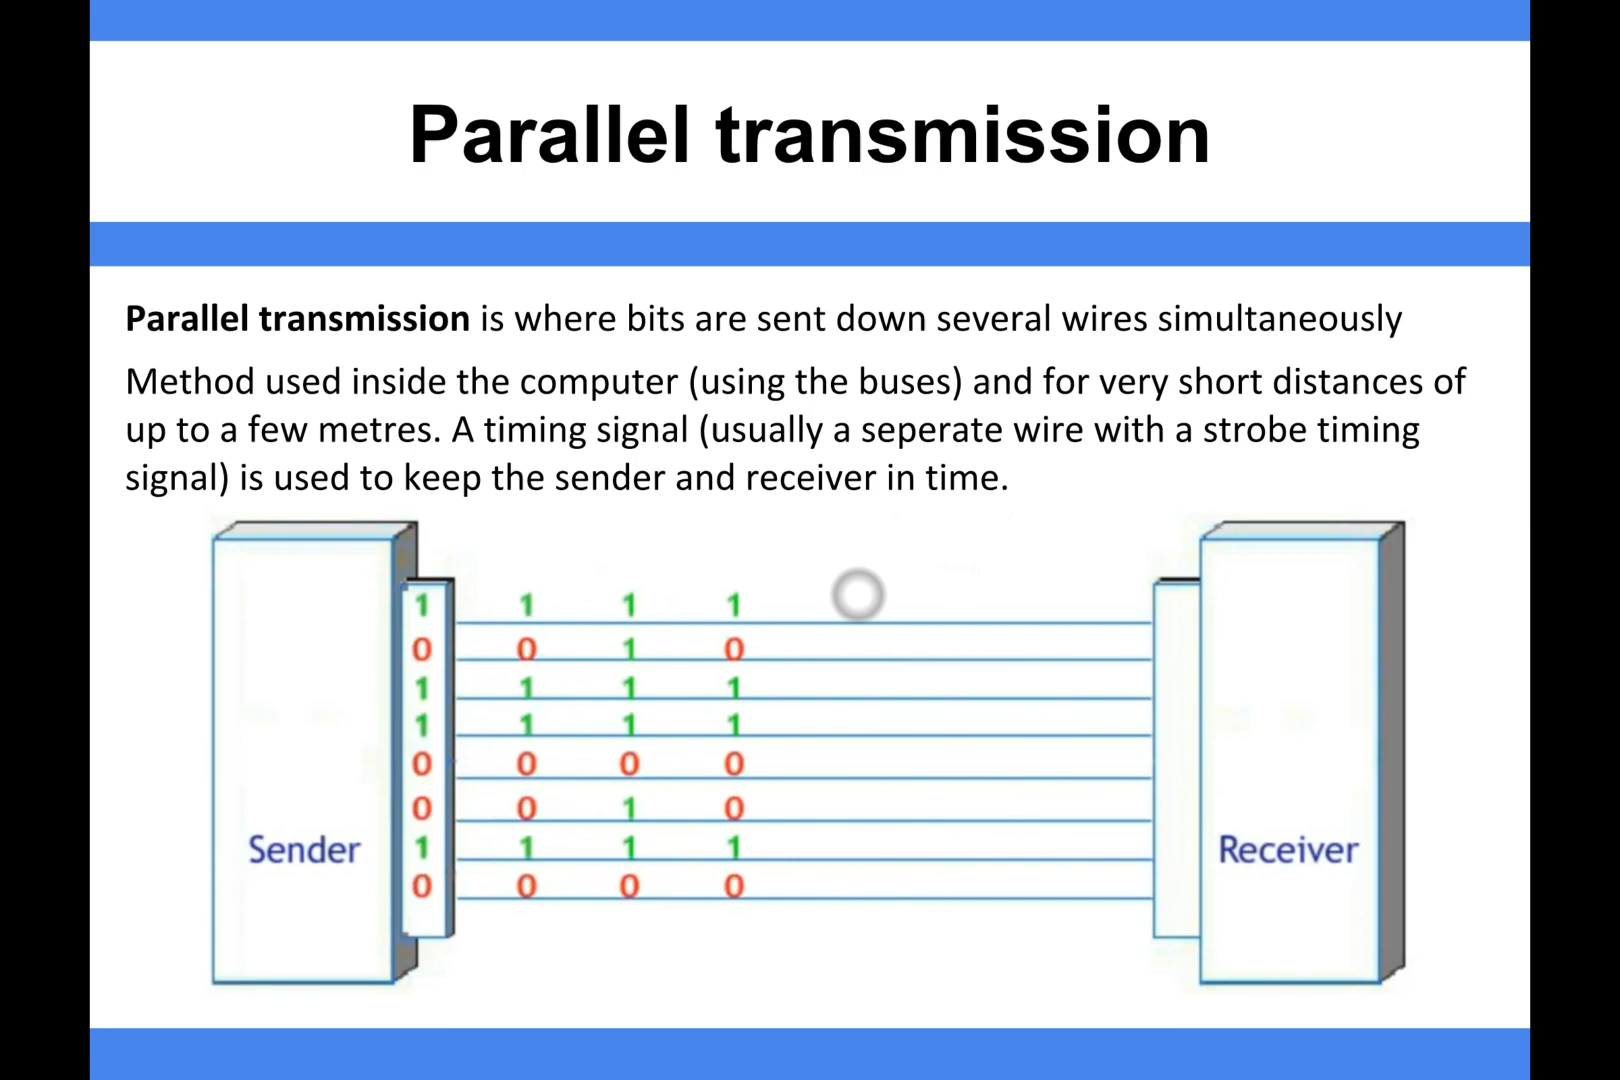 Parallel transmission
Parallel transmission is where bits are sent down several wires simultaneously
Method used inside the computer (using the buses) and for very short distances of
up to a few metres. A timing signal (usually a seperate wire with a strobe timing
signal) is used to keep the sender and receiver in time.
1 1 1 1
0 0 1 0
1 1 1 1
1 1 1 1
0 0 0 0
0 0 1 0
Sender 1 1 1 1 Receiver
0 0 0 0